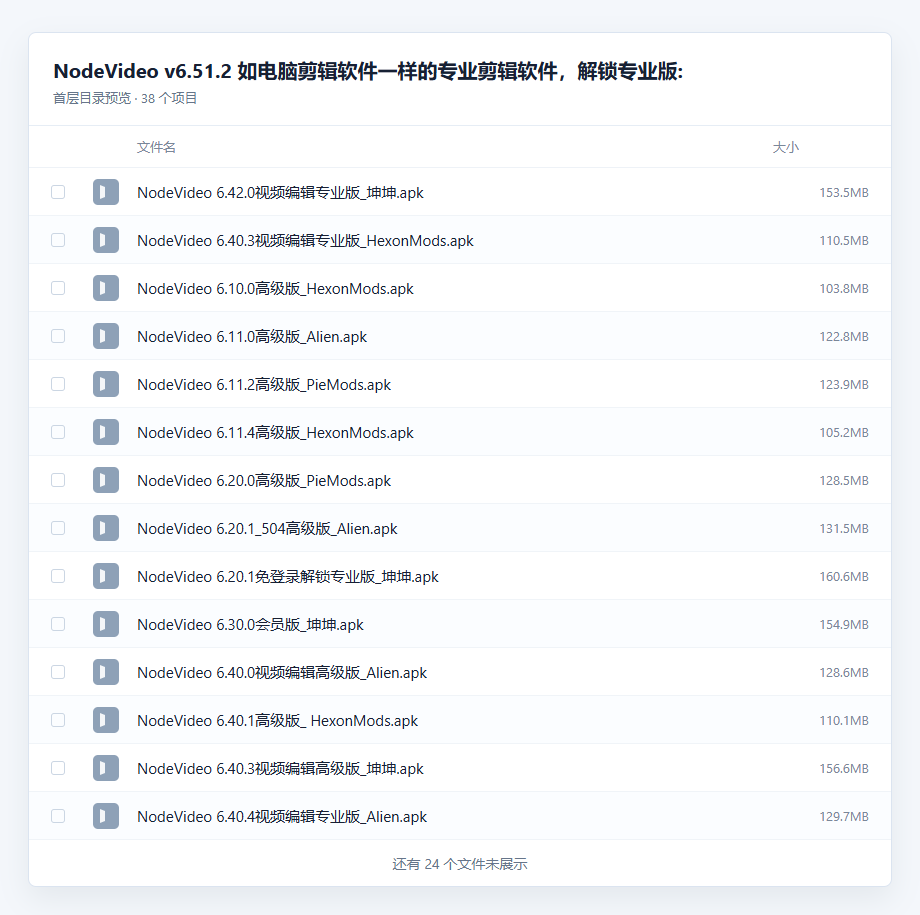 NodeVideo v6.51.2 如电脑剪辑软件一样的专业剪辑软件，解锁专业版:
首层目录预览 · 38 个项目
文件名 大小
NodeVideo 6.42.0视频编辑专业版_坤坤.apk 153.5MB
NodeVideo 6.40.3视频编辑专业版_HexonMods.apk 110.5MB
NodeVideo 6.10.0高级版_HexonMods.apk 103.8MB
NodeVideo 6.11.0高级版_Alien.apk 122.8MB
NodeVideo 6.11.2高级版_PieMods.apk 123.9MB
NodeVideo 6.11.4高级版_HexonMods.apk 105.2MB
NodeVideo 6.20.0高级版_PieMods.apk 128.5MB
NodeVideo 6.20.1_504高级版_Alien.apk 131.5MB
NodeVideo 6.20.1免登录解锁专业版_坤坤.apk 160.6MB
NodeVideo 6.30.0会员版_坤坤.apk 154.9MB
NodeVideo 6.40.0视频编辑高级版_Alien.apk 128.6MB
NodeVideo 6.40.1高级版_ HexonMods.apk 110.1MB
NodeVideo 6.40.3视频编辑高级版_坤坤.apk 156.6MB
NodeVideo 6.40.4视频编辑专业版_Alien.apk 129.7MB
还有 24 个文件未展示